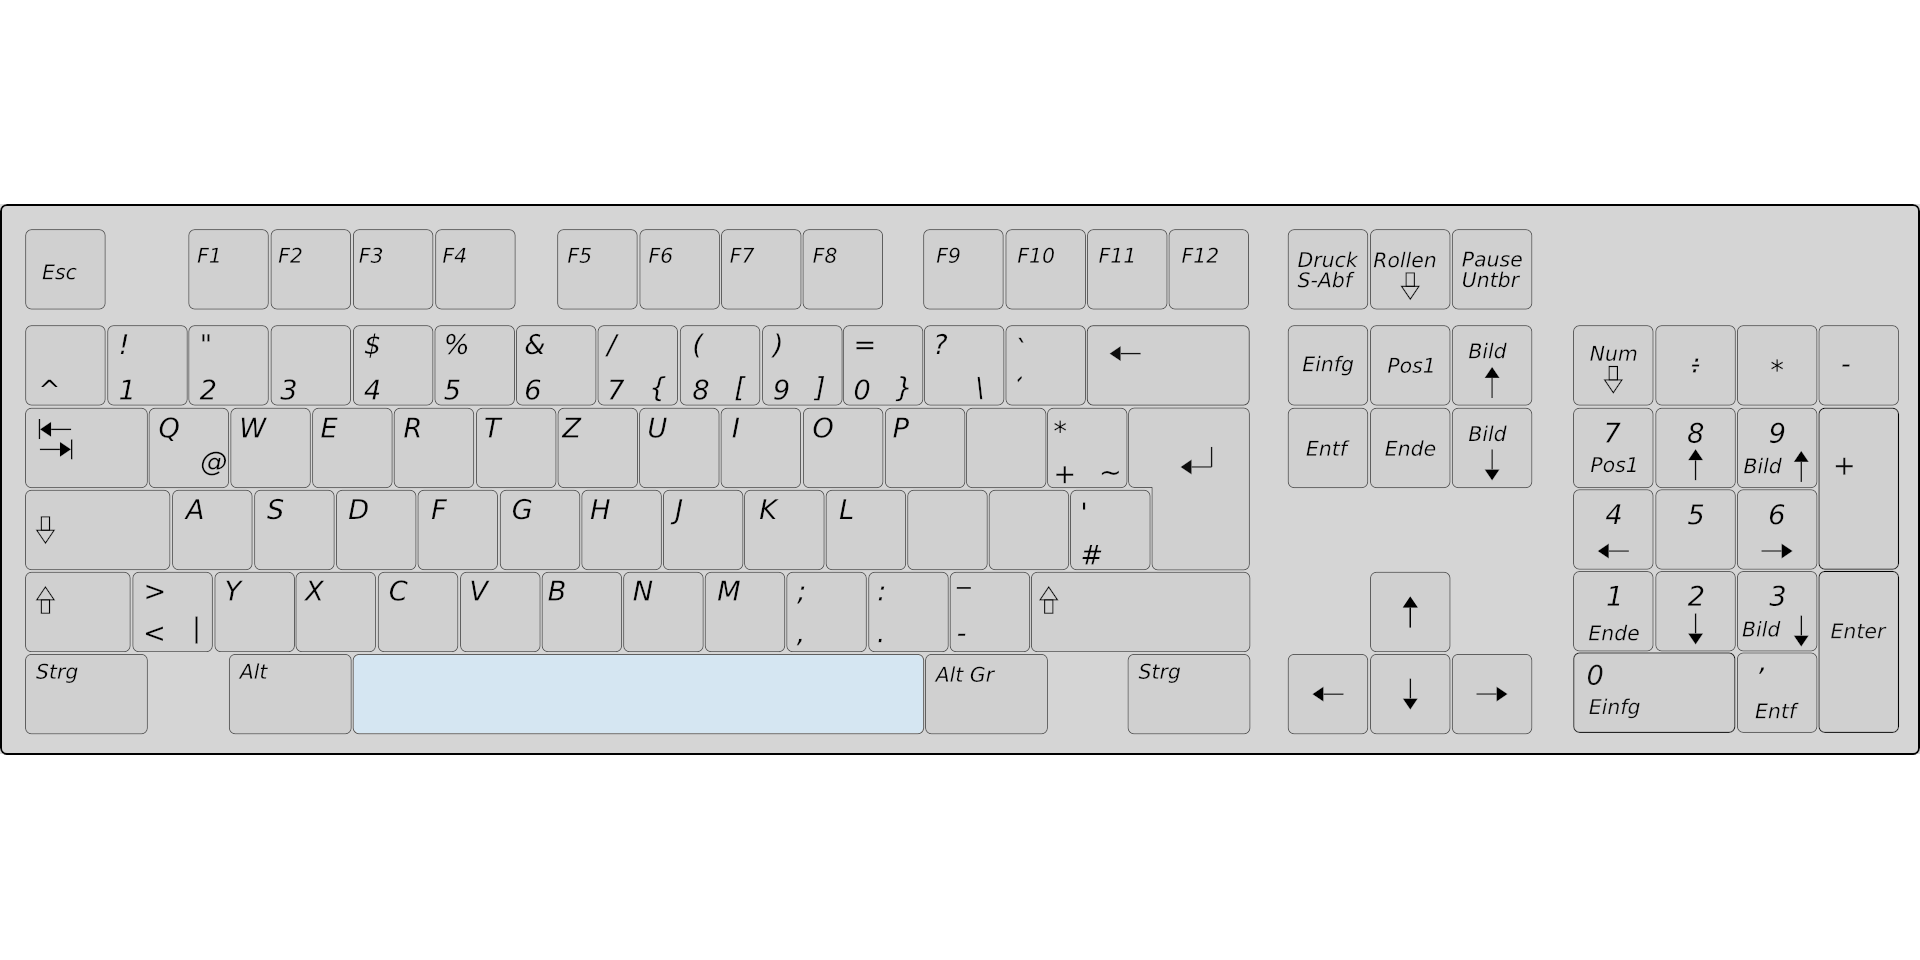 Esc F1 F2 F3 F4 F5 F6 F7 F8 F9 F10 F11 F12 Druck Rollen Pause
S-Abf Untbr
! " $ % & / ( ) = ? `
^ 1 2 3 4 5 6 7 { 8 [ 9 ] 0 } \ ´
Einfg Pos1 Bild Num ÷ * -
Q W E R T Z U I O P *
@ + ~
Entf Ende Bild 7 8 9 +
Pos1 Bild
A S D F G H J K L '
#
4 5 6
> Y X C V B N M ; : _
< | , . -
1 2 3 Enter
Ende Bild
Strg Alt Alt Gr Strg
0 ,
Einfg Entf